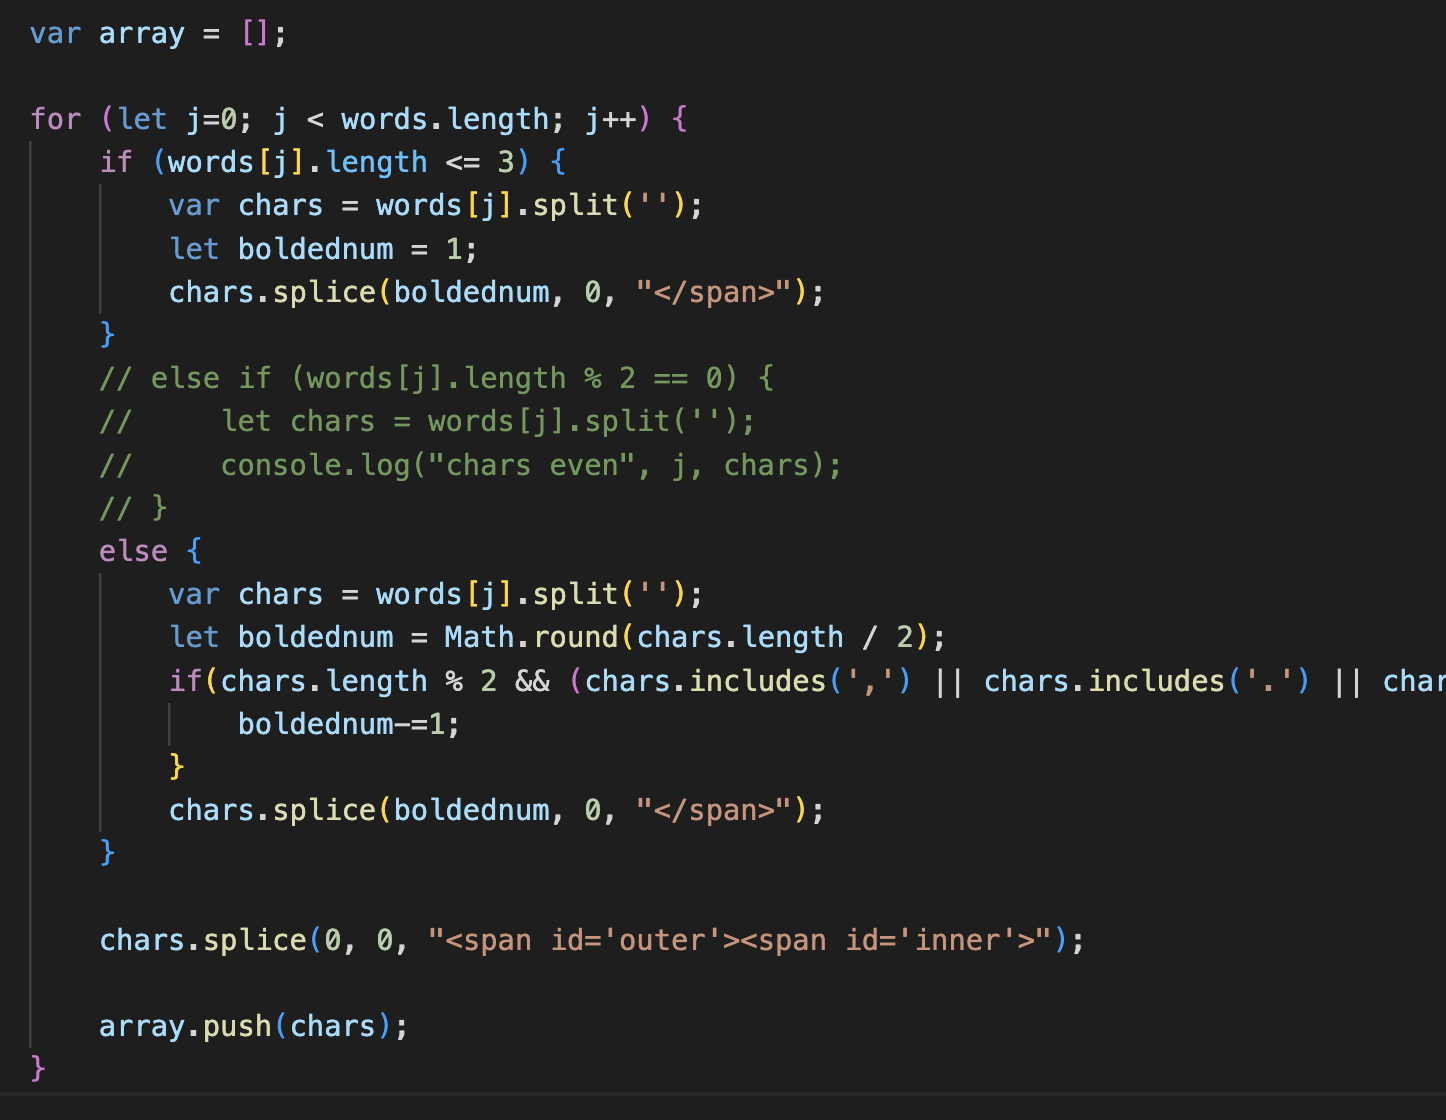 var array = [];
for (let j=0; j < words.length; j++) {
if (words[j].length <= 3) {
var chars = words[j].split('');
let boldednum = 1;
chars.splice(boldednum, 0, "</span>");
}
// else if (words[j].length % 2 == 0) {
//     let chars = words[j].split('');
//     console.log("chars even", j, chars);
// }
else {
var chars = words[j].split('');
let boldednum = Math.round(chars.length / 2);
if(chars.length % 2 && (chars.includes(',') || chars.includes('.') || char
boldednum-=1;
}
chars.splice(boldednum, 0, "</span>");
}
chars.splice(0, 0, "<span id='outer'><span id='inner'>");
array.push(chars);
}